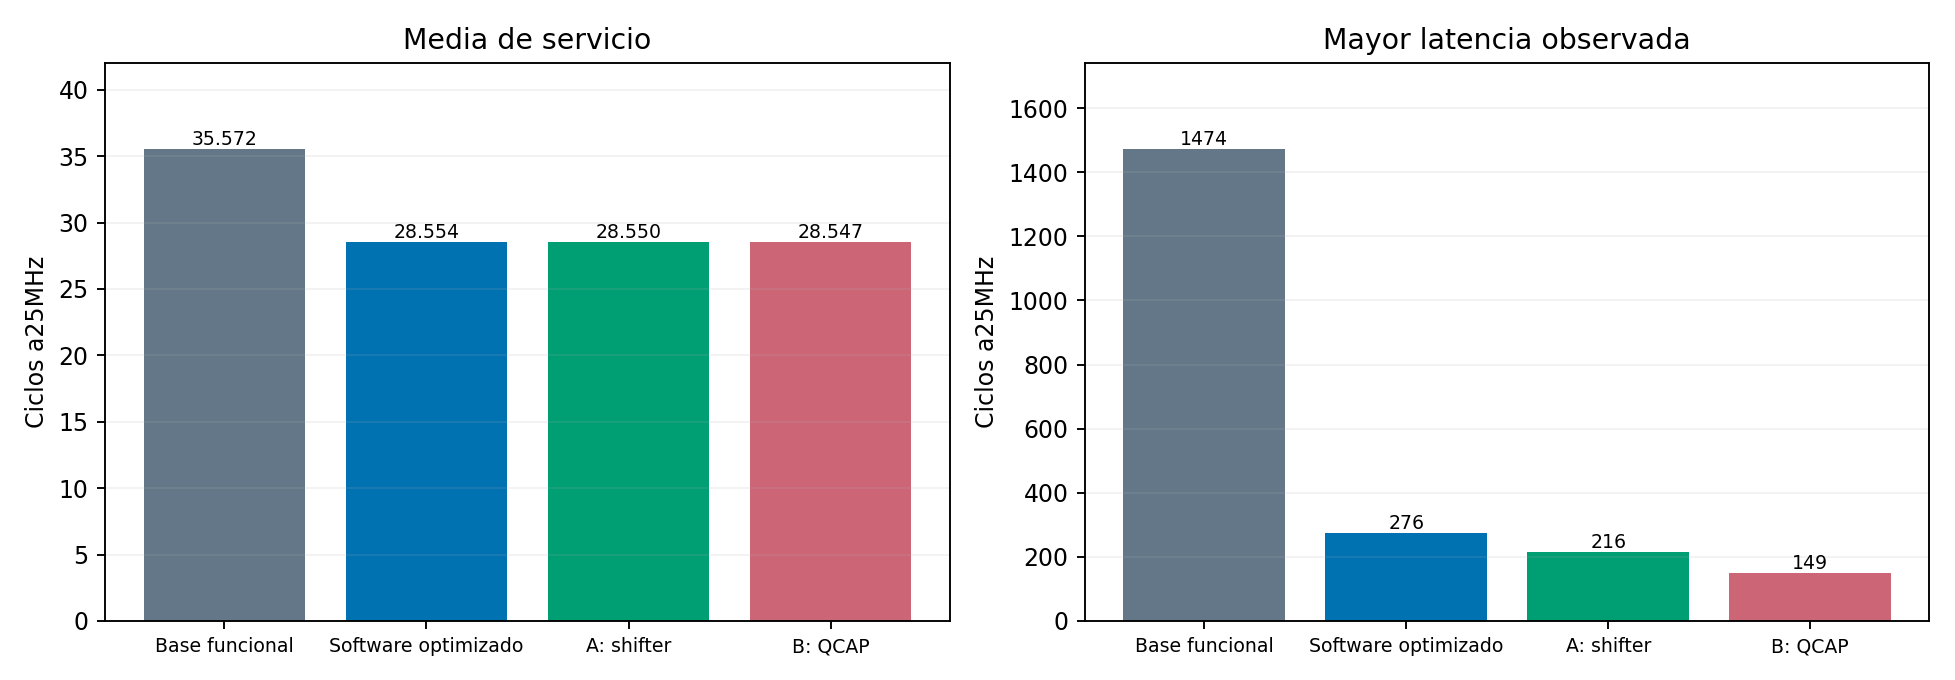 Media de servicio
Ciclos a25MHz
40
35
30
25
20
15
10
5
0
35.572
28.554
28.550
28.547
Base funcional
Software optimizado
A: shifter
B: QCAP
Mayor latencia observada
Ciclos a25MHz
1600
1400
1200
1000
800
600
400
200
0
1474
276
216
149
Base funcional
Software optimizado
A: shifter
B: QCAP